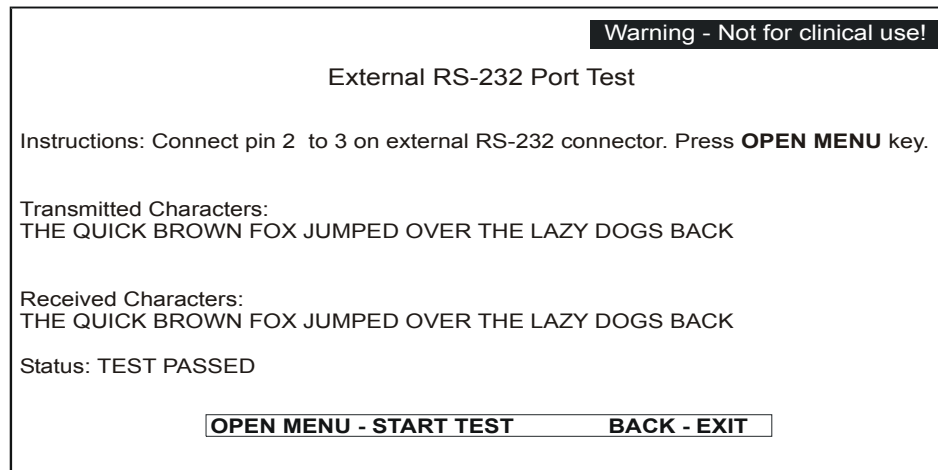 Warning - Not for clinical use!
External RS-232 Port Test
Instructions: Connect pin 2 to 3 on external RS-232 connector. Press OPEN MENU key.
Transmitted Characters:
THE QUICK BROWN FOX JUMPED OVER THE LAZY DOGS BACK
Received Characters:
THE QUICK BROWN FOX JUMPED OVER THE LAZY DOGS BACK
Status: TEST PASSED
OPEN MENU - START TEST BACK - EXIT